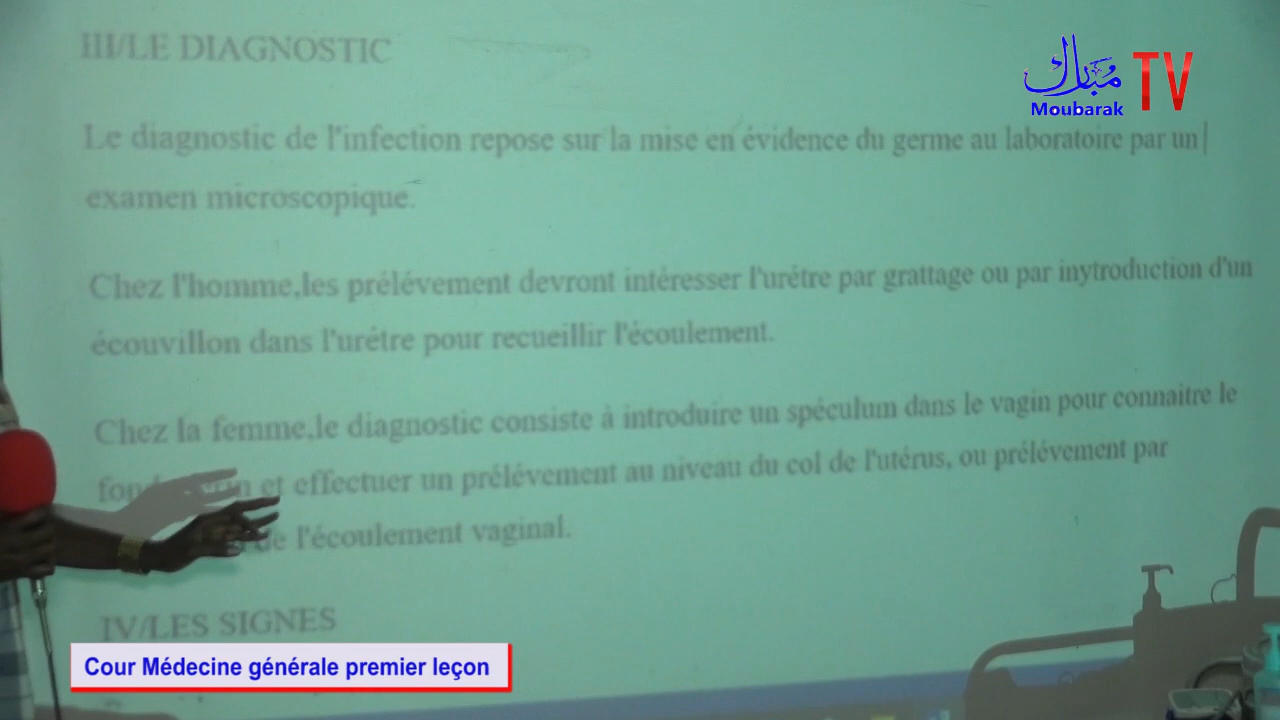 III/LE DIAGNOSTIC
مبارك
Moubarak
TV
Le diagnostic de l'infection repose sur la mise en évidence du germe au laboratoire par un
examen microscopique.
Chez l'homme,les prélévement devront intéresser l'urétre par grattage ou par inytroduction d'un
écouvillon dans l'urétre pour recueillir l'écoulement.
Chez la femme,le diagnostic consiste à introduire un spéculum dans le vagin pour connaitre le
et effectuer un prélévement au niveau du col de l'utérus, ou prélévement par
de l'écoulement vaginal.
IV/LES SIGNES
Cour Médecine générale premier leçon